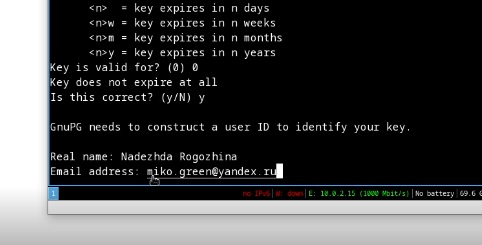 <n>  = key expires in n days
<n>w = key expires in n weeks
<n>m = key expires in n months
<n>y = key expires in n years
Key is valid for? (0) 0
Key does not expire at all
Is this correct? (y/N) y
GnuPG needs to construct a user ID to identify your key.
Real name: Nadezhda Rogozhina
Email address: miko.green@yandex.ru
1 no IPv6 W: down E: 10.0.2.15 (1000 Mbit/s) No battery 69.6 G